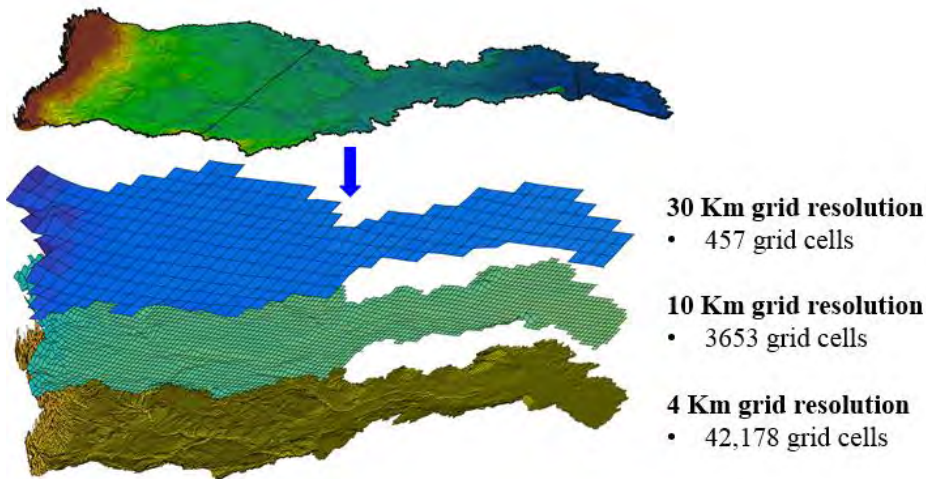 30 Km grid resolution
• 457 grid cells
10 Km grid resolution
• 3653 grid cells
4 Km grid resolution
• 42,178 grid cells